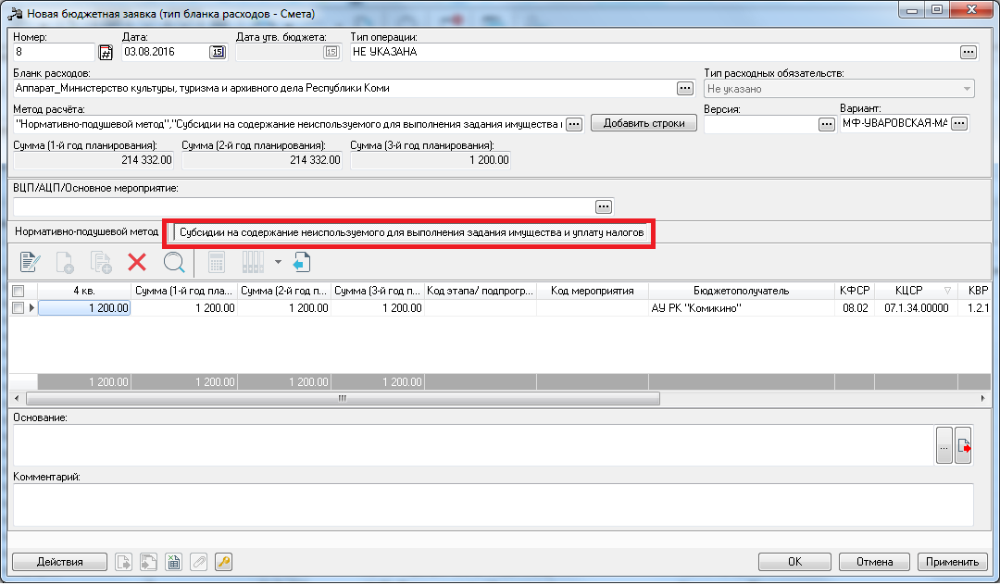 Новая бюджетная заявка (тип бланка расходов - Смета)
Номер: Дата: Дата утв. бюджета: Тип операции:
8 03.08.2016 15 15 НЕ УКАЗАНА ...
Бланк расходов: Тип расходных обязательств:
Аппарат_Министерство культуры, туризма и архивного дела Республики Коми ... Не указано
Метод расчёта: Версия: Вариант:
"Нормативно-подушевой метод","Субсидии на содержание неиспользуемого для выполнения задания имущества и ... Добавить строки ... МФ-УВАРОВСКАЯ-МА ...
Сумма (1-й год планирования): Сумма (2-й год планирования): Сумма (3-й год планирования):
214 332.00 214 332.00 1 200.00
ВЦП/АЦП/Основное мероприятие:
...
Нормативно-подушевой метод Субсидии на содержание неиспользуемого для выполнения задания имущества и уплату налогов
4 кв. Сумма (1-й год пла... Сумма (2-й год п... Сумма (3-й год п... Код этапа/ подпрогр... Код мероприятия Бюджетополучатель КФСР КЦСР КВР
1 200.00 1 200.00 1 200.00 1 200.00 АУ РК "Комикино" 08.02 07.1.34.00000 1.2.1
1 200.00 1 200.00 1 200.00 1 200.00
Основание:
...
Комментарий:
Действия ОК Отмена Применить